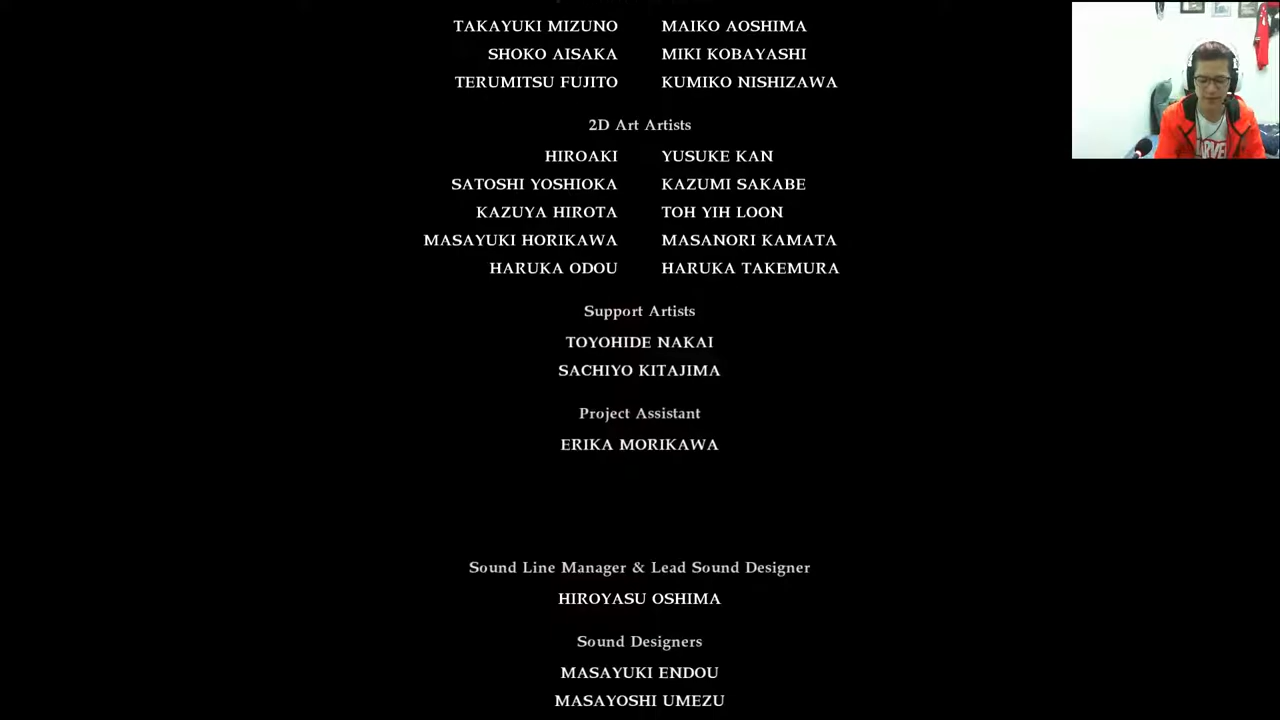 TAKAYUKI MIZUNO MAIKO AOSHIMA
SHOKO AISAKA MIKI KOBAYASHI
TERUMITSU FUJITO KUMIKO NISHIZAWA
2D Art Artists
HIROAKI YUSUKE KAN
SATOSHI YOSHIOKA KAZUMI SAKABE
KAZUYA HIROTA TOH YIH LOON
MASAYUKI HORIKAWA MASANORI KAMATA
HARUKA ODOU HARUKA TAKEMURA
Support Artists
TOYOHIDE NAKAI
SACHIYO KITAJIMA
Project Assistant
ERIKA MORIKAWA
Sound Line Manager & Lead Sound Designer
HIROYASU OSHIMA
Sound Designers
MASAYUKI ENDOU
MASAYOSHI UMEZU
MARVEL